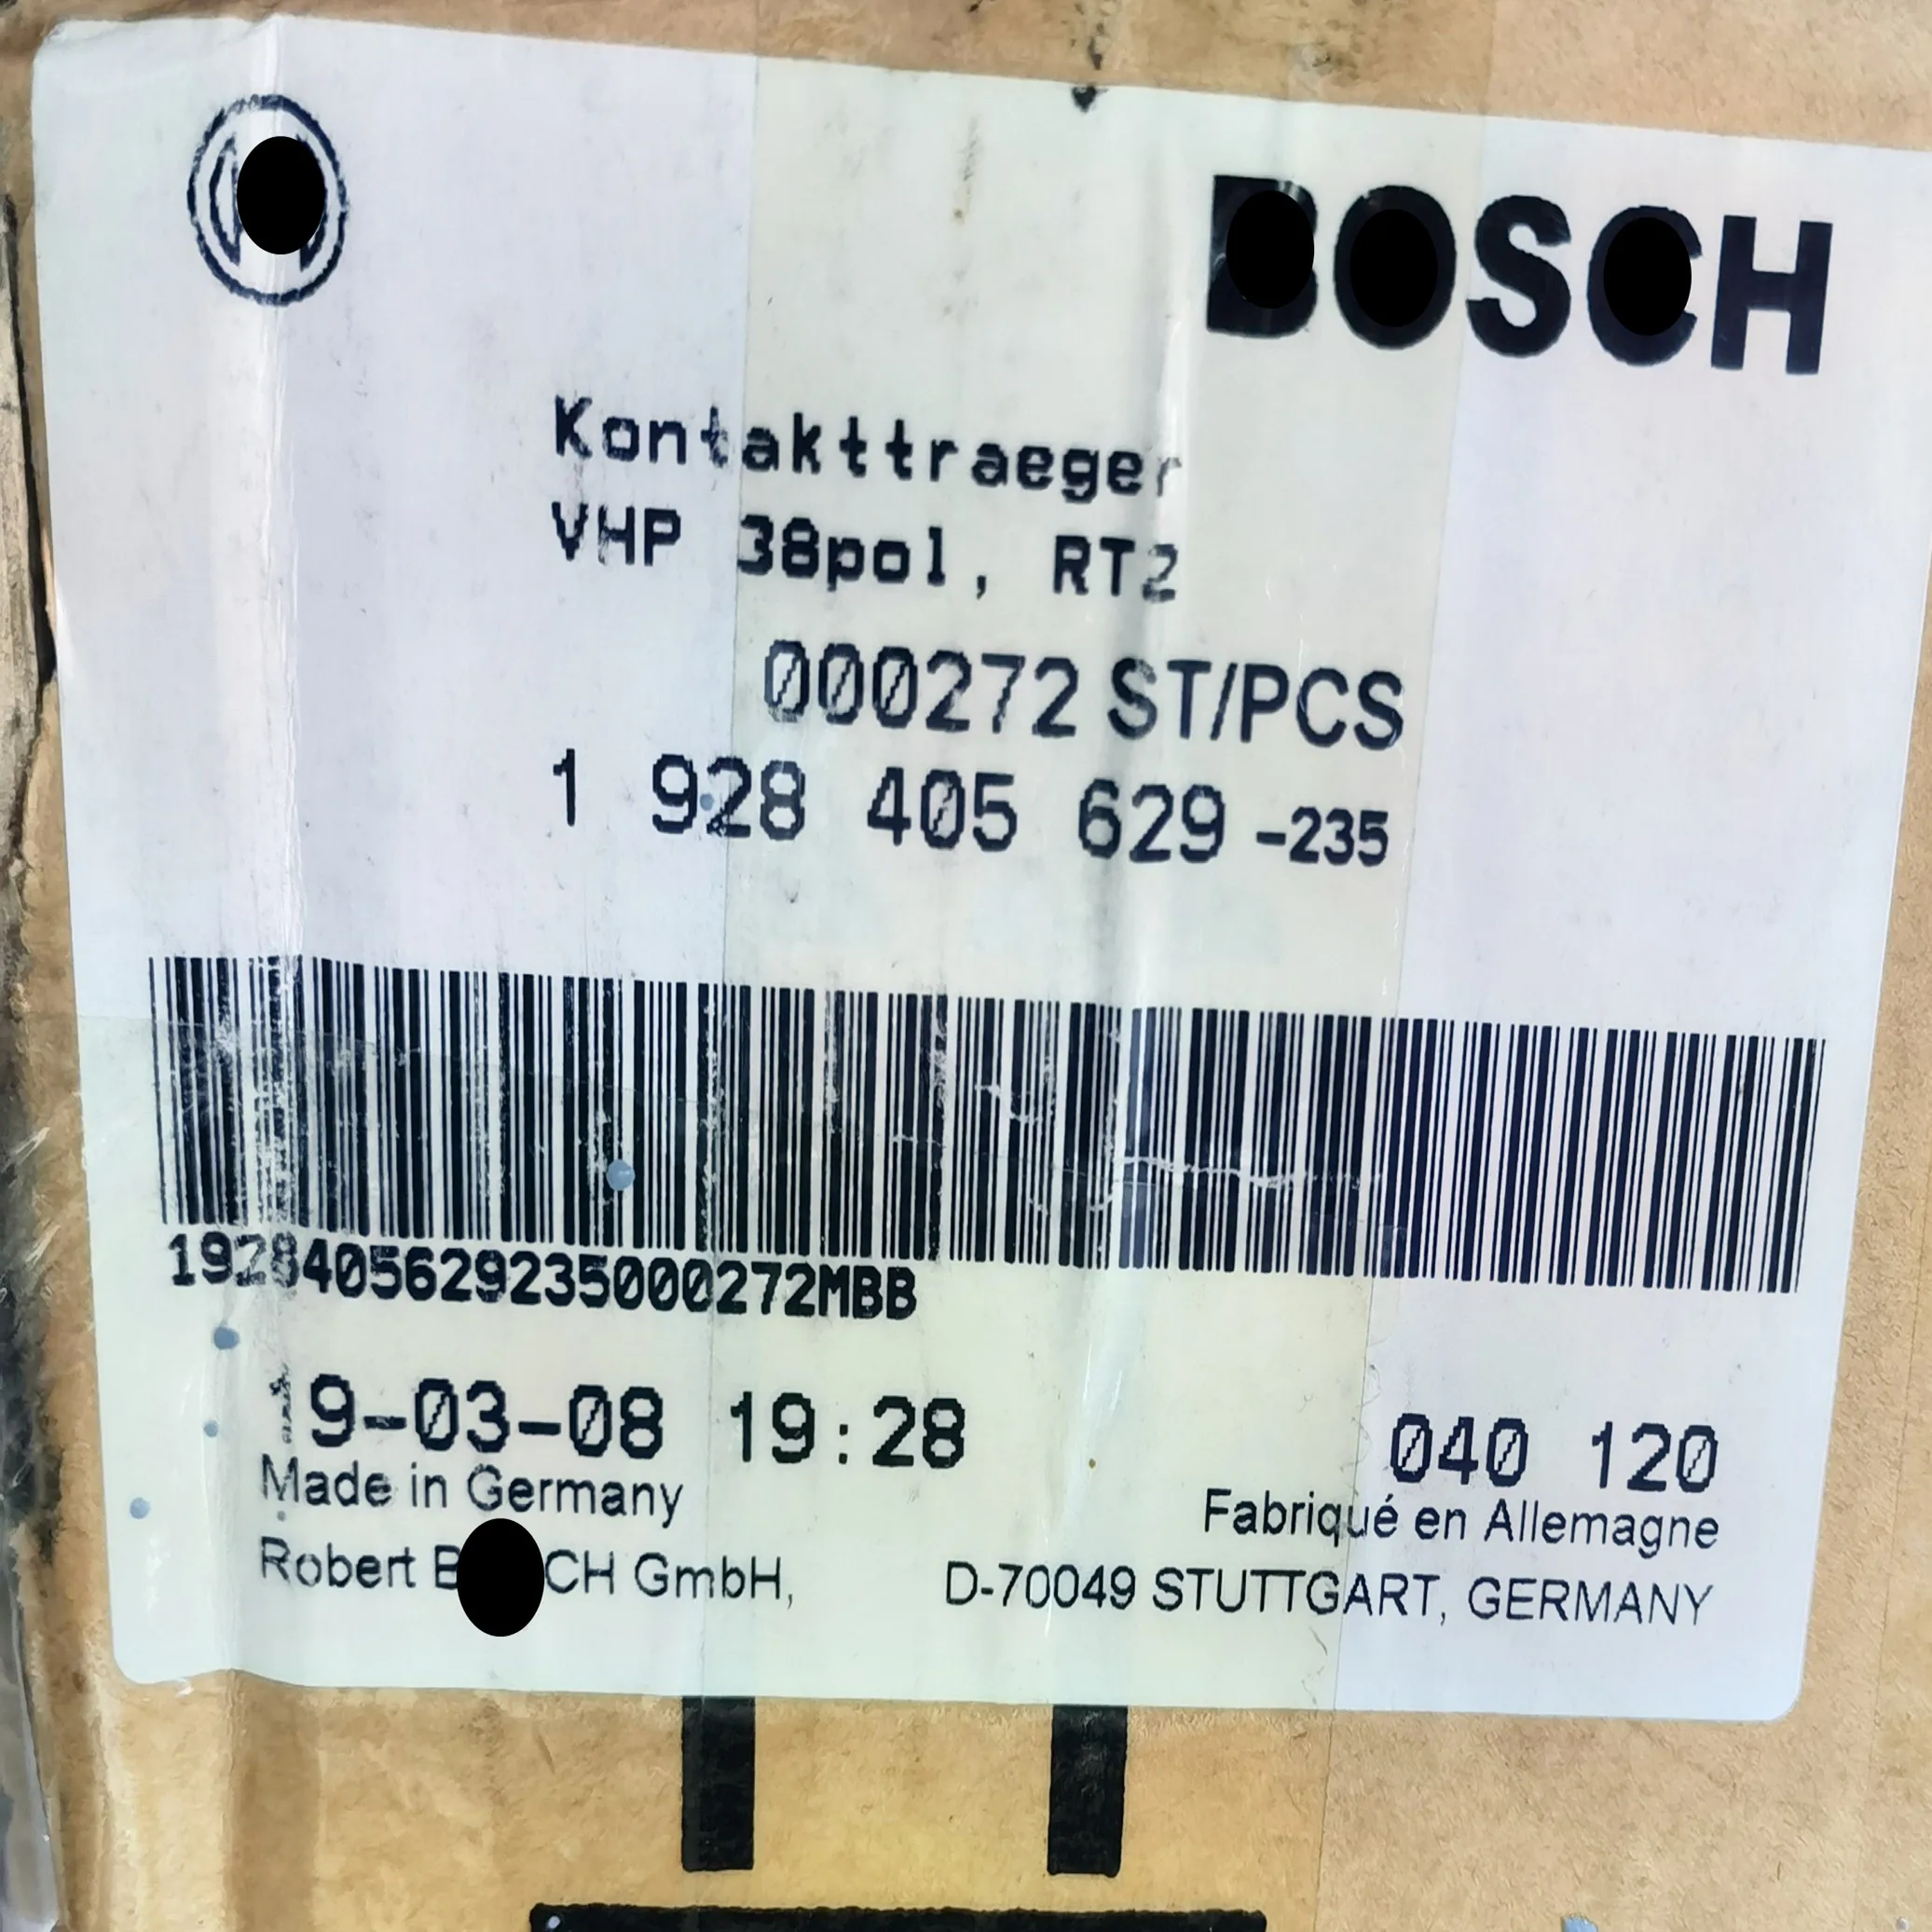 BOSCH
Kontakttraeger
VHP 38pol, RT2
000272 ST/PCS
1 928 405 629 -235
1928405629235000272MBB
19-03-08 19:28 040 120
Made in Germany Fabriqué en Allemagne
Robert B CH GmbH, D-70049 STUTTGART, GERMANY